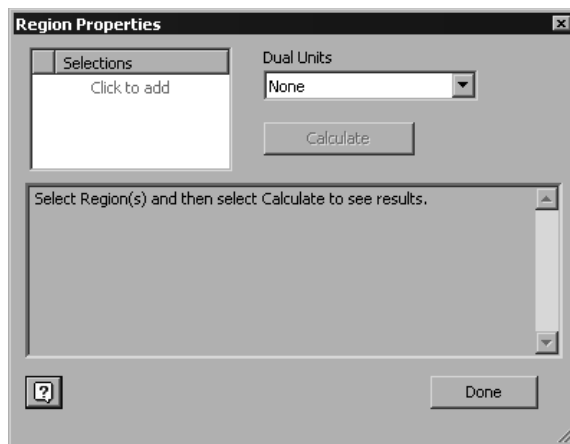 Region Properties
Selections
Click to add
Dual Units
None
Calculate
Select Region(s) and then select Calculate to see results.
Done